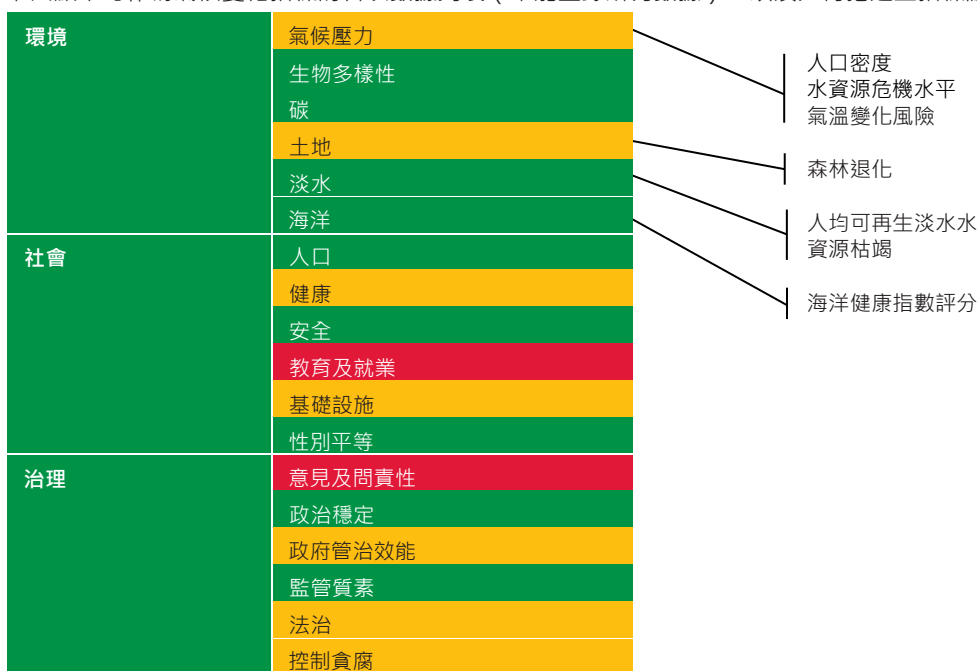 環境
氣候壓力
生物多樣性
碳
土地
淡水
海洋
人口密度
水資源危機水平
氣溫變化風險
森林退化
人均可再生淡水水
資源枯竭
海洋健康指數評分
社會
人口
健康
安全
教育及就業
基礎設施
性別平等
治理
意見及問責性
政治穩定
政府管治效能
監管質素
法治
控制貪腐